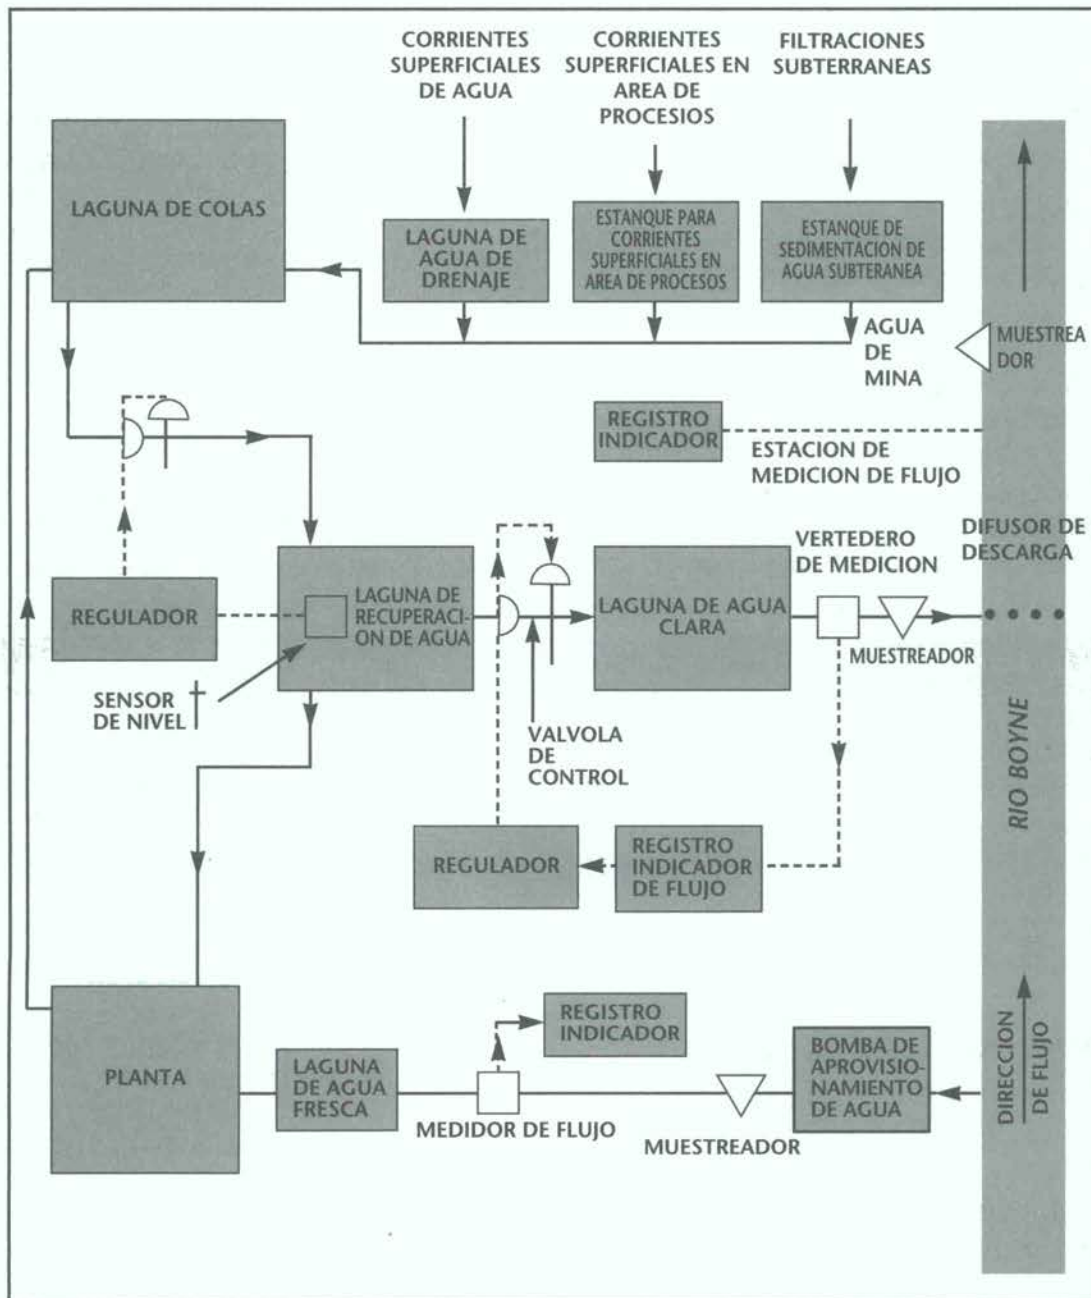 CORRIENTES
SUPERFICIALES
DE AGUA
CORRIENTES
SUPERFICIALES EN
AREA DE
PROCESIOS
FILTRACIONES
SUBTERRANEAS
LAGUNA DE COLAS
LAGUNA DE
AGUA DE
DRENAJE
ESTANQUE PARA
CORRIENTES
SUPERFICIALES EN
AREA DE PROCESOS
ESTANQUE DE
SEDIMENTACION DE
AGUA SUBTERANEA
AGUA
DE
MINA
MUESTREA
DOR
REGISTRO
INDICADOR
ESTACION DE
MEDICION DE FLUJO
REGULADOR
LAGUNA DE
RECUPERACI-
ON DE AGUA
SENSOR
DE NIVEL
VALVOLA
DE
CONTROL
LAGUNA DE AGUA
CLARA
VERTEDERO
DE MEDICION
MUESTREADOR
DIFUSOR DE
DESCARGA
RIO BOYNE
REGULADOR
REGISTRO
INDICADOR
DE FLUJO
PLANTA
LAGUNA
DE AGUA
FRESCA
REGISTRO
INDICADOR
MEDIDOR DE FLUJO
MUESTREADOR
BOMBA DE
APROVISIO-
NAMIENTO
DE AGUA
DIRECCION
DE FLUJO